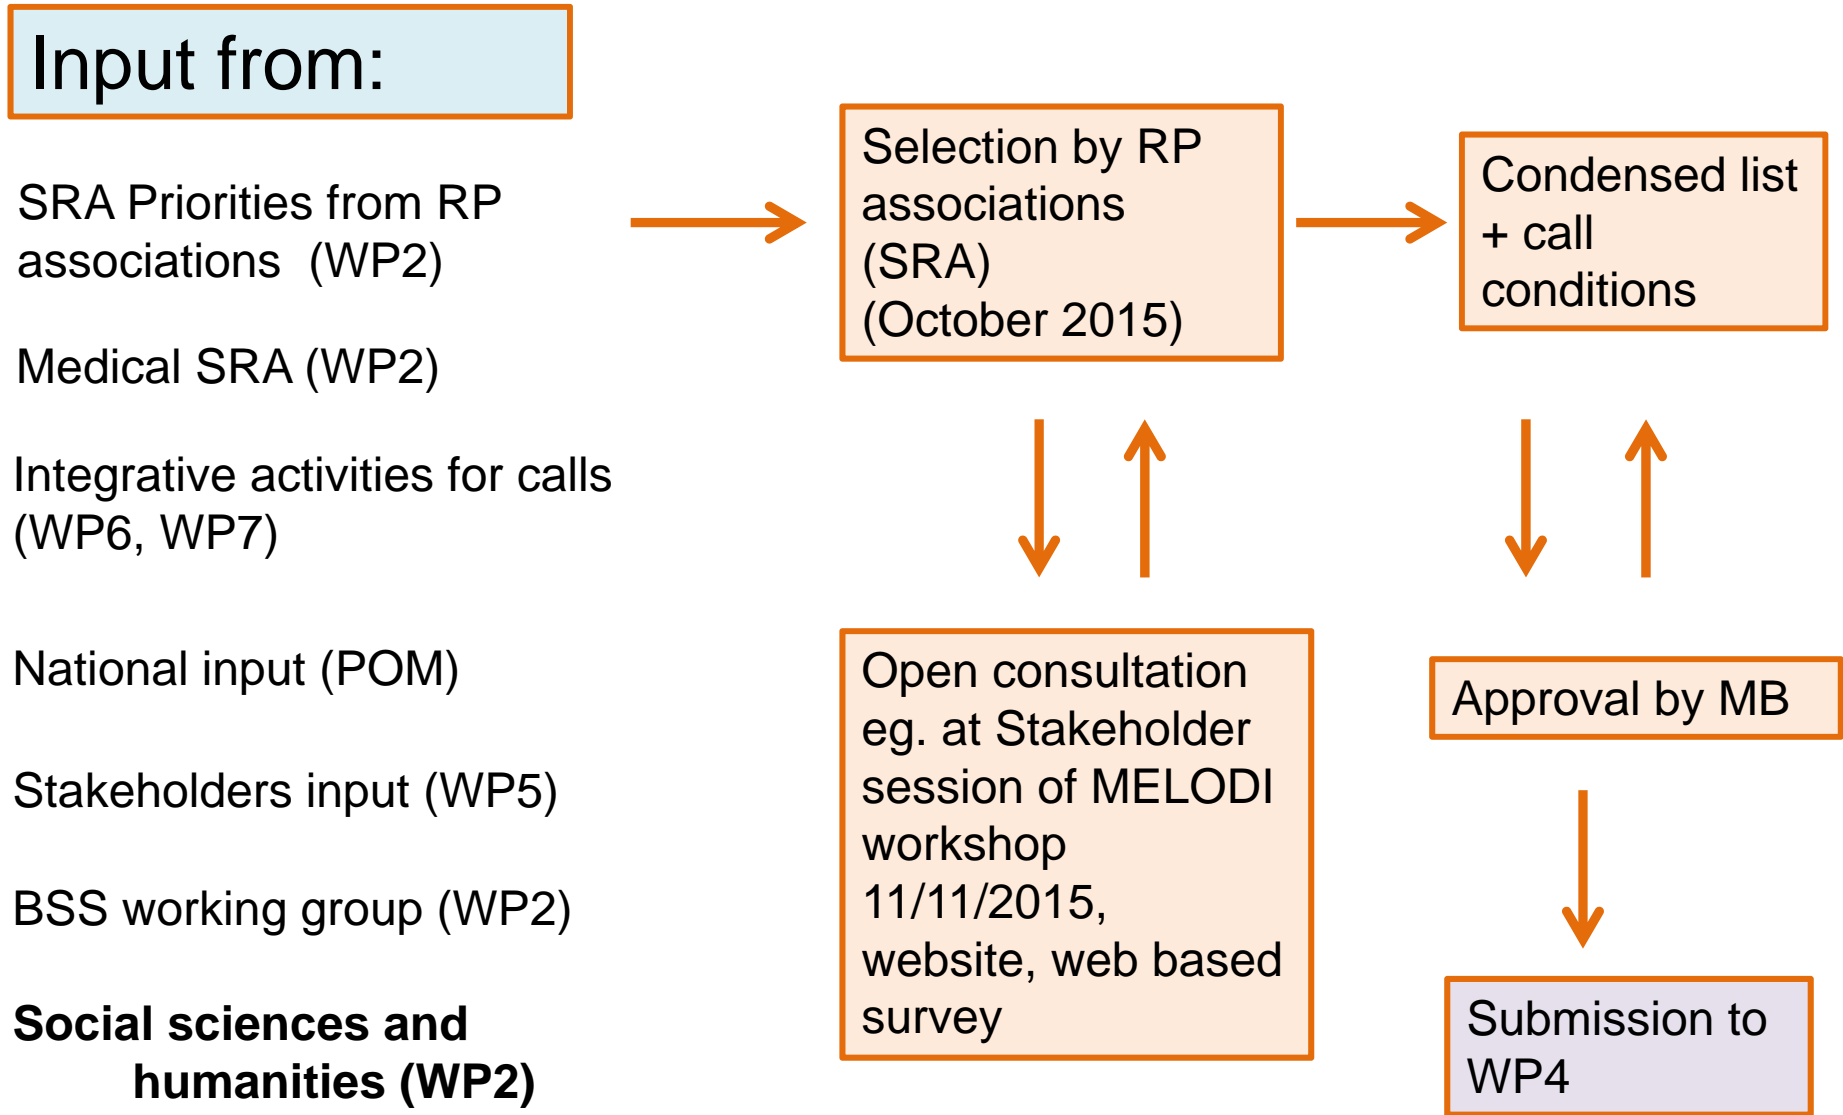 Input from:
SRA Priorities from RP
associations (WP2)
Medical SRA (WP2)
Integrative activities for calls
(WP6, WP7)
National input (POM)
Stakeholders input (WP5)
BSS working group (WP2)
Social sciences and
humanities (WP2)
Selection by RP
associations
(SRA)
(October 2015)
Open consultation
eg. at Stakeholder
session of MELODI
workshop
11/11/2015,
website, web based
survey
Condensed list
+ call
conditions
Approval by MB
Submission to
WP4